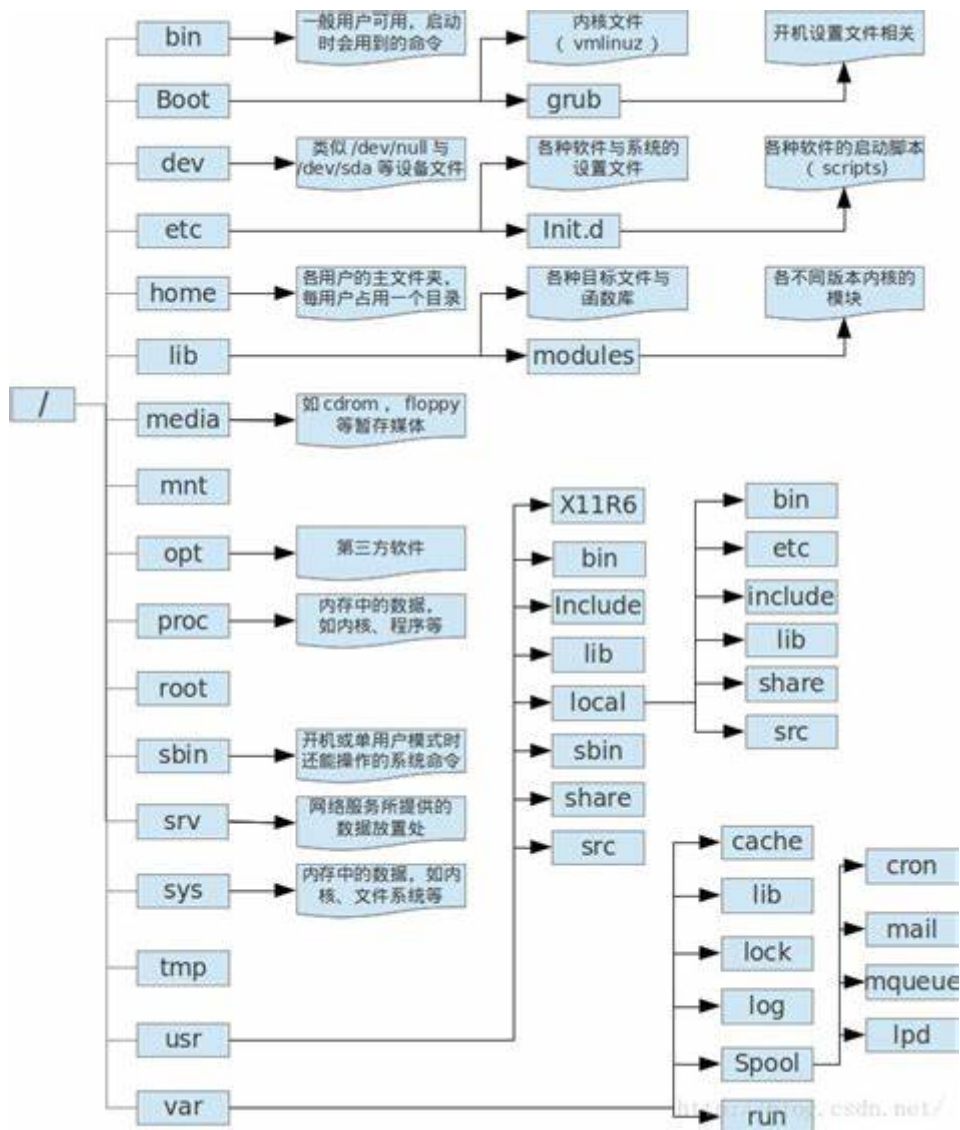 bin
一般用户可用，启动
时会用到的命令
内核文件
（ vmlinuz ）
开机设置文件相关
Boot
grub
dev
类似 /dev/null 与
/dev/sda 等设备文件
各种软件与系统的
设置文件
各种软件的启动脚本
（ scripts)
etc
Init.d
home
各用户的主文件夹，
每用户占用一个目录
各种目标文件与
函数库
各不同版本内核的
模块
lib
modules
/
media
如 cdrom ， floppy
等暂存媒体
mnt
X11R6
bin
opt
第三方软件
bin
etc
proc
内存中的数据，
如内核、程序等
Include
include
lib
lib
root
local
share
sbin
开机或单用户模式时
还能操作的系统命令
sbin
src
srv
网络服务所提供的
数据放置处
share
src
cache
cron
sys
内存中的数据，如内
核、文件系统等
lib
mail
tmp
lock
mqueue
log
usr
lpd
Spool
var
run
http://blog.csdn.net/